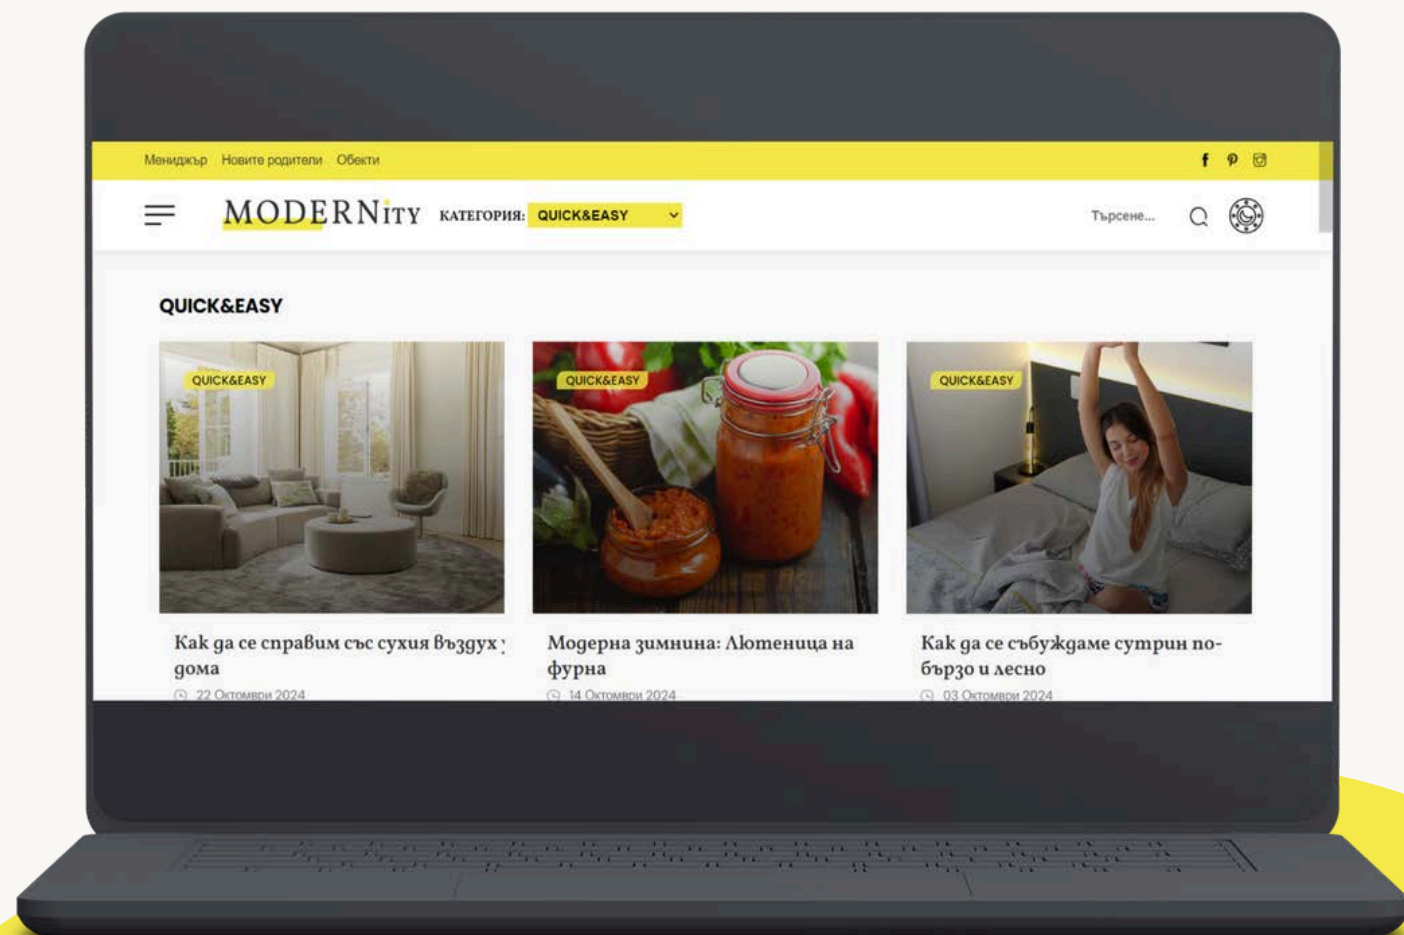 Мениджър Новите родители Обекти
MODERNiTY КАТЕГОРИЯ: QUICK&EASY Търсене...
QUICK&EASY
QUICK&EASY QUICK&EASY QUICK&EASY
Как да се справим със сухия въздух у
дома
22 Октомври 2024
Модерна зимнина: Лютеница на
фурна
14 Октомври 2024
Как да се събуждаме сутрин по-
бързо и лесно
03 Октомври 2024